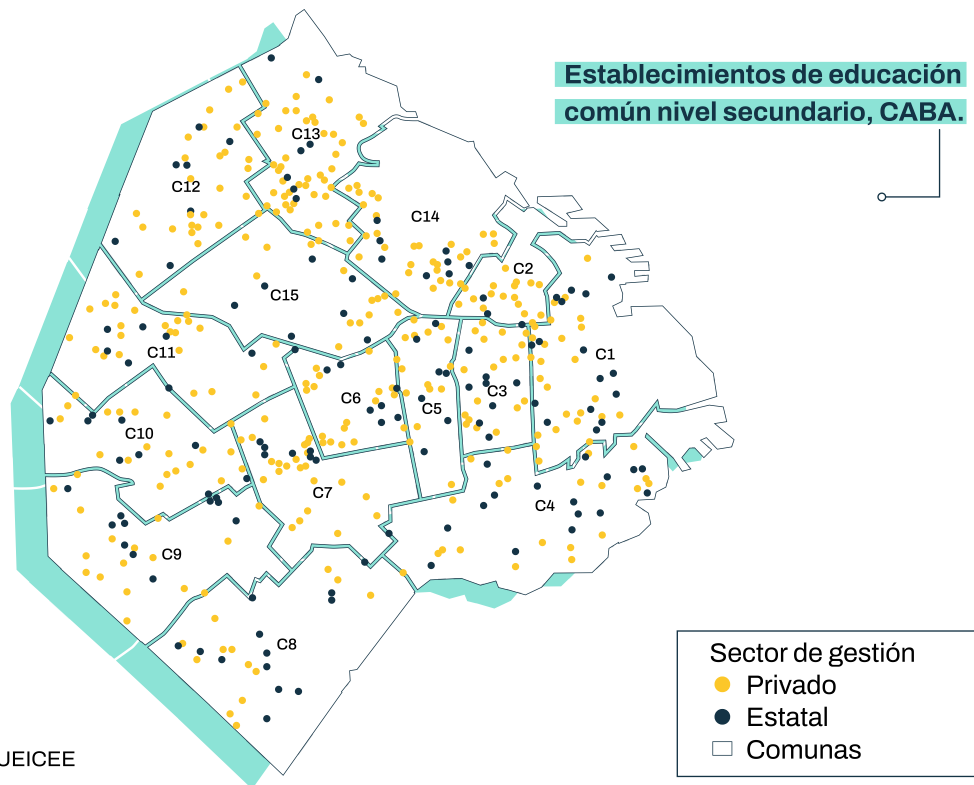 Establecimientos de educación
común nivel secundario, CABA.
C13
C12
C14
C2
C15
C11
C1
C6
C3
C5
C10
C7
C4
C9
C8
Sector de gestión
Privado
Estatal
Comunas
UEICEE